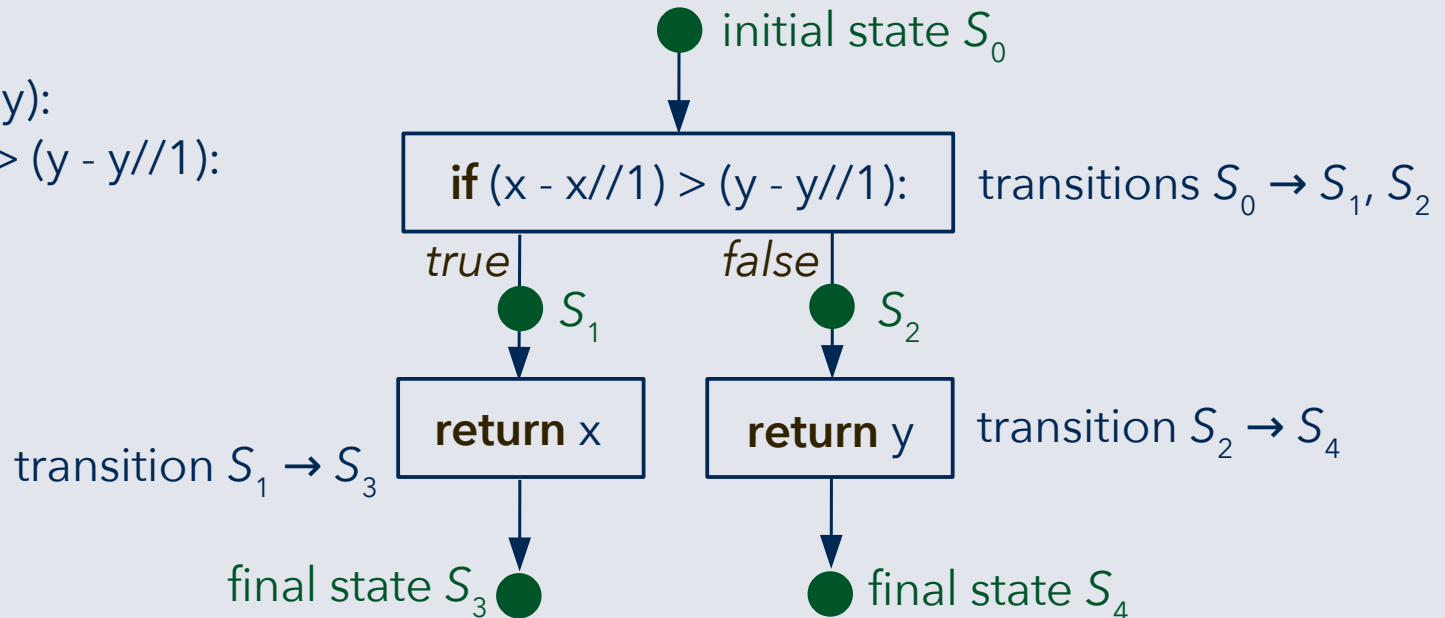 initial state S₀
y):
> (y - y//1):
if (x - x//1) > (y - y//1):
transitions S₀ → S₁, S₂
true
false
S₁
S₂
return x
return y
transition S₂ → S₄
transition S₁ → S₃
final state S₃
final state S₄